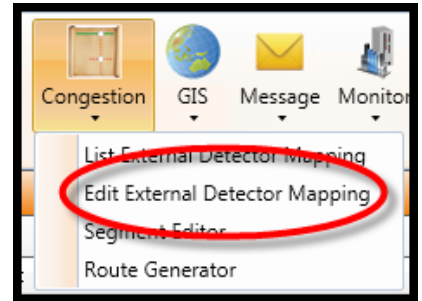 Congestion GIS Message Monitor
List External Detector Mapping
Edit External Detector Mapping
Segment Editor
Route Generator